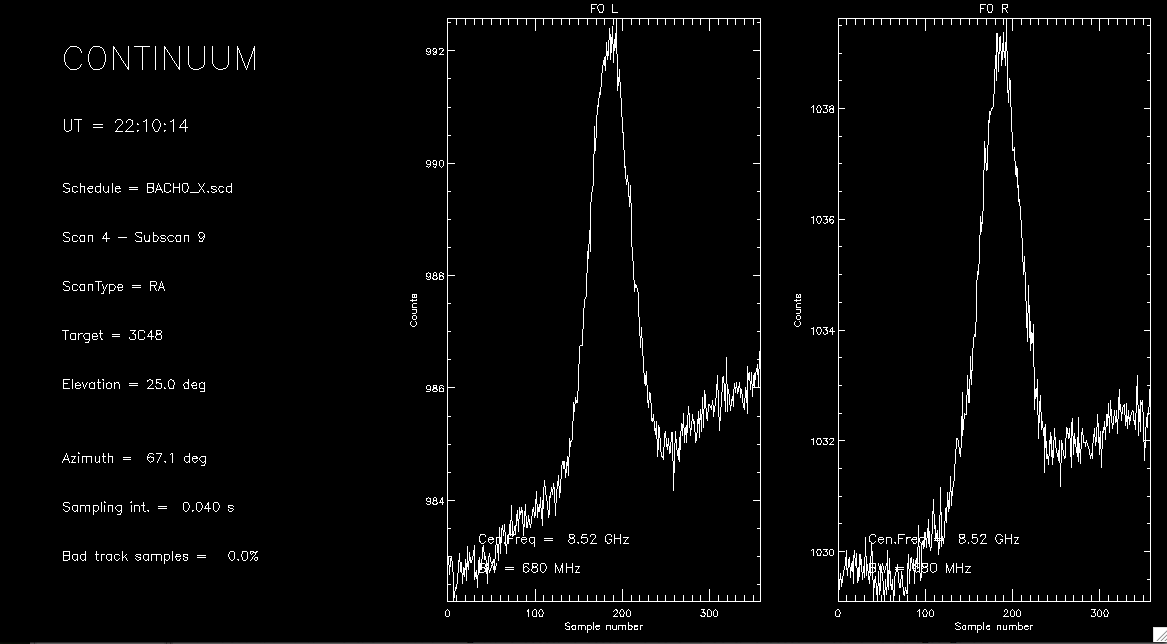 CONTINUUM
UT = 22:10:14
Schedule = BACH0_X.scd
Scan 4 - Subscan 9
ScanType = RA
Target = 3C48
Elevation = 25.0 deg
Azimuth = 67.1 deg
Sampling int. = 0.040 s
Bad track samples = 0.0%
F0 L
Counts
992
990
988
986
984
Cen.Freq = 8.52 GHz
BW = 680 MHz
0 100 200 300
Sample number
F0 R
Counts
1038
1036
1034
1032
1030
Cen.Freq = 8.52 GHz
BW = 680 MHz
0 100 200 300
Sample number